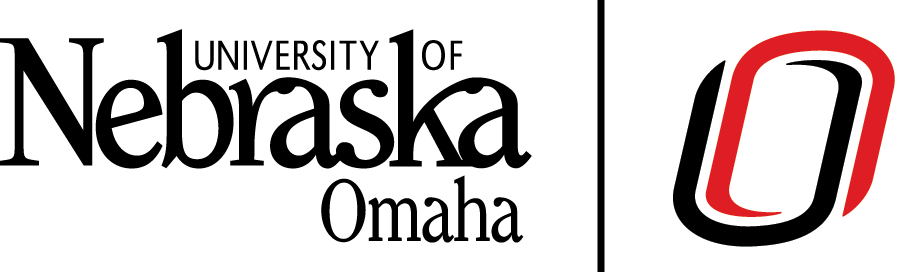 UNIVERSITY OF
Nebraska
Omaha
O